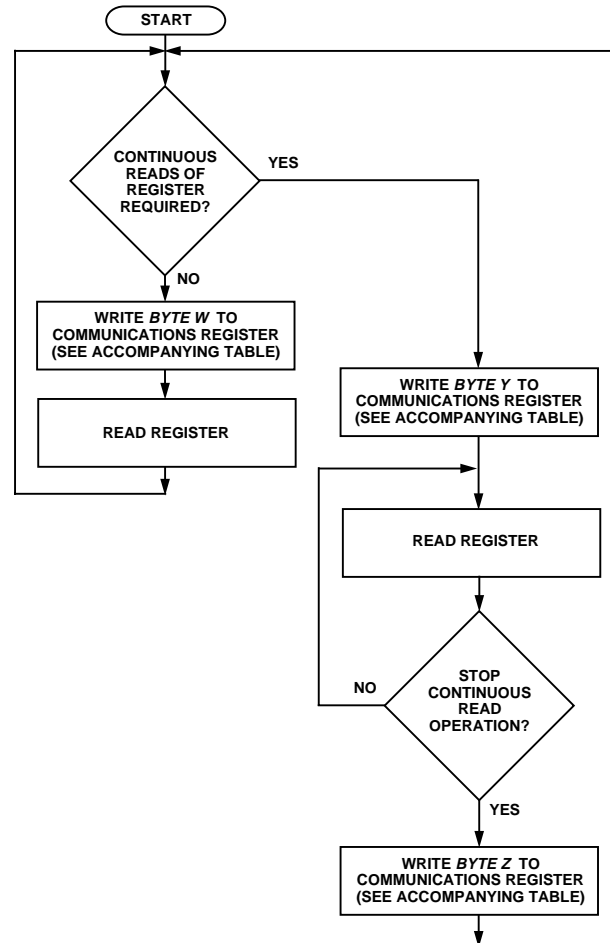 START
CONTINUOUS
READS OF
REGISTER
REQUIRED?
YES
NO
WRITE BYTE W TO
COMMUNICATIONS REGISTER
(SEE ACCOMPANYING TABLE)
READ REGISTER
WRITE BYTE Y TO
COMMUNICATIONS REGISTER
(SEE ACCOMPANYING TABLE)
READ REGISTER
STOP
CONTINUOUS
READ
OPERATION?
NO
YES
WRITE BYTE Z TO
COMMUNICATIONS REGISTER
(SEE ACCOMPANYING TABLE)